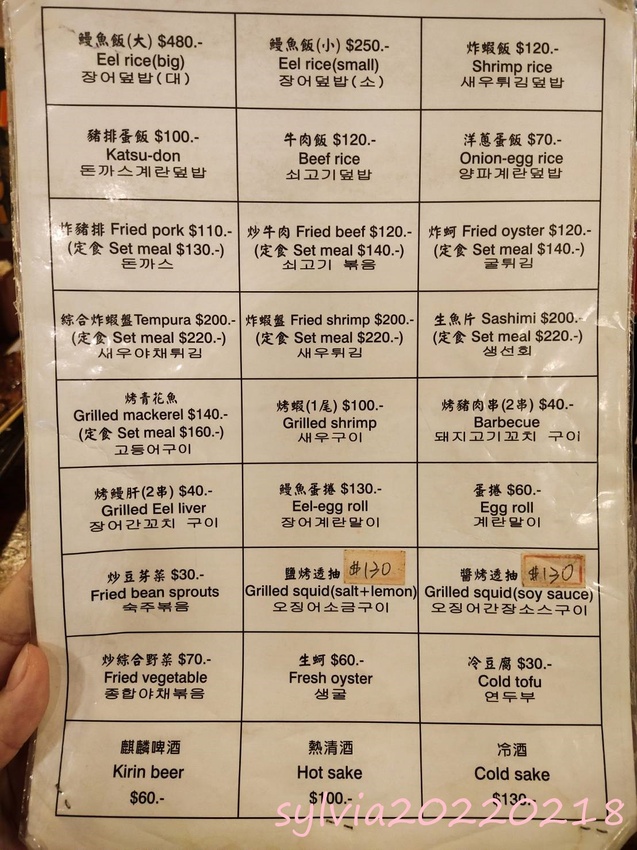 鰻魚飯(大) $480.-
Eel rice(big)
장어덮밥(대)
鰻魚飯(小) $250.-
Eel rice(small)
장어덮밥(소)
炸蝦飯 $120.-
Shrimp rice
새우튀김덮밥
豬排蛋飯 $100.-
Katsu-don
돈까스계란덮밥
牛肉飯 $120.-
Beef rice
쇠고기덮밥
洋蔥蛋飯 $70.-
Onion-egg rice
양파계란덮밥
炸豬排 Fried pork $110.-
(定食 Set meal $130.-)
돈까스
炒牛肉 Fried beef $120.-
(定食 Set meal $140.-)
쇠고기 볶음
炸蚵 Fried oyster $120.-
(定食 Set meal $140.-)
굴튀김
綜合炸蝦盤Tempura $200.-
(定食 Set meal $220.-)
새우야채튀김
炸蝦盤 Fried shrimp $200.-
(定食 Set meal $220.-)
새우튀김
生魚片 Sashimi $200.-
(定食 Set meal $220.-)
생선회
烤青花魚
Grilled mackerel $140.-
(定食 Set meal $160.-)
고등어구이
烤蝦(1尾) $100.-
Grilled shrimp
새우구이
烤豬肉串(2串) $40.-
Barbecue
돼지고기꼬치 구이
烤鰻肝(2串) $40.-
Grilled Eel liver
장어간꼬치 구이
鰻魚蛋捲 $130.-
Eel-egg roll
장어계란말이
蛋捲 $60.-
Egg roll
계란말이
炒豆芽菜 $30.-
Fried bean sprouts
숙주볶음
鹽烤透抽 $130
Grilled squid(salt+lemon)
오징어소금구이
醬烤透抽 $130
Grilled squid(soy sauce)
오징어간장소스구이
炒綜合野菜 $70.-
Fried vegetable
종합야채볶음
生蚵 $60.-
Fresh oyster
생굴
冷豆腐 $30.-
Cold tofu
연두부
麒麟啤酒
Kirin beer
$60.-
熱清酒
Hot sake
$100.-
冷酒
Cold sake
$130.-
sylvia20220218